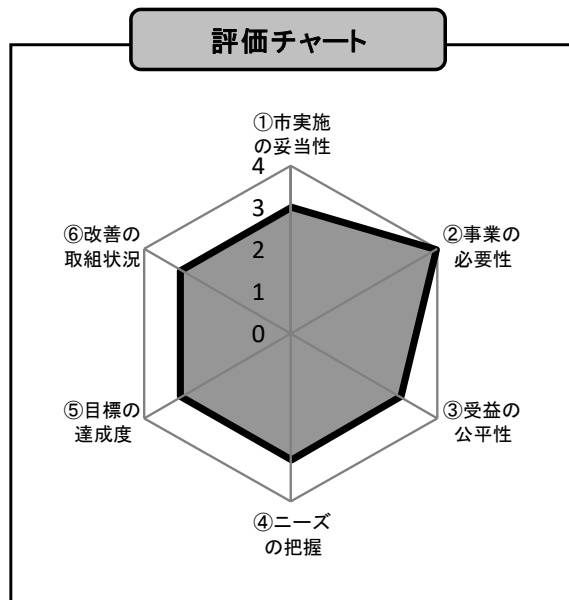 評価チャート
①市実施
の妥当性
4
3
2
1
0
②事業の
必要性
③受益の
公平性
④ニーズ
の把握
⑤目標の
達成度
⑥改善の
取組状況